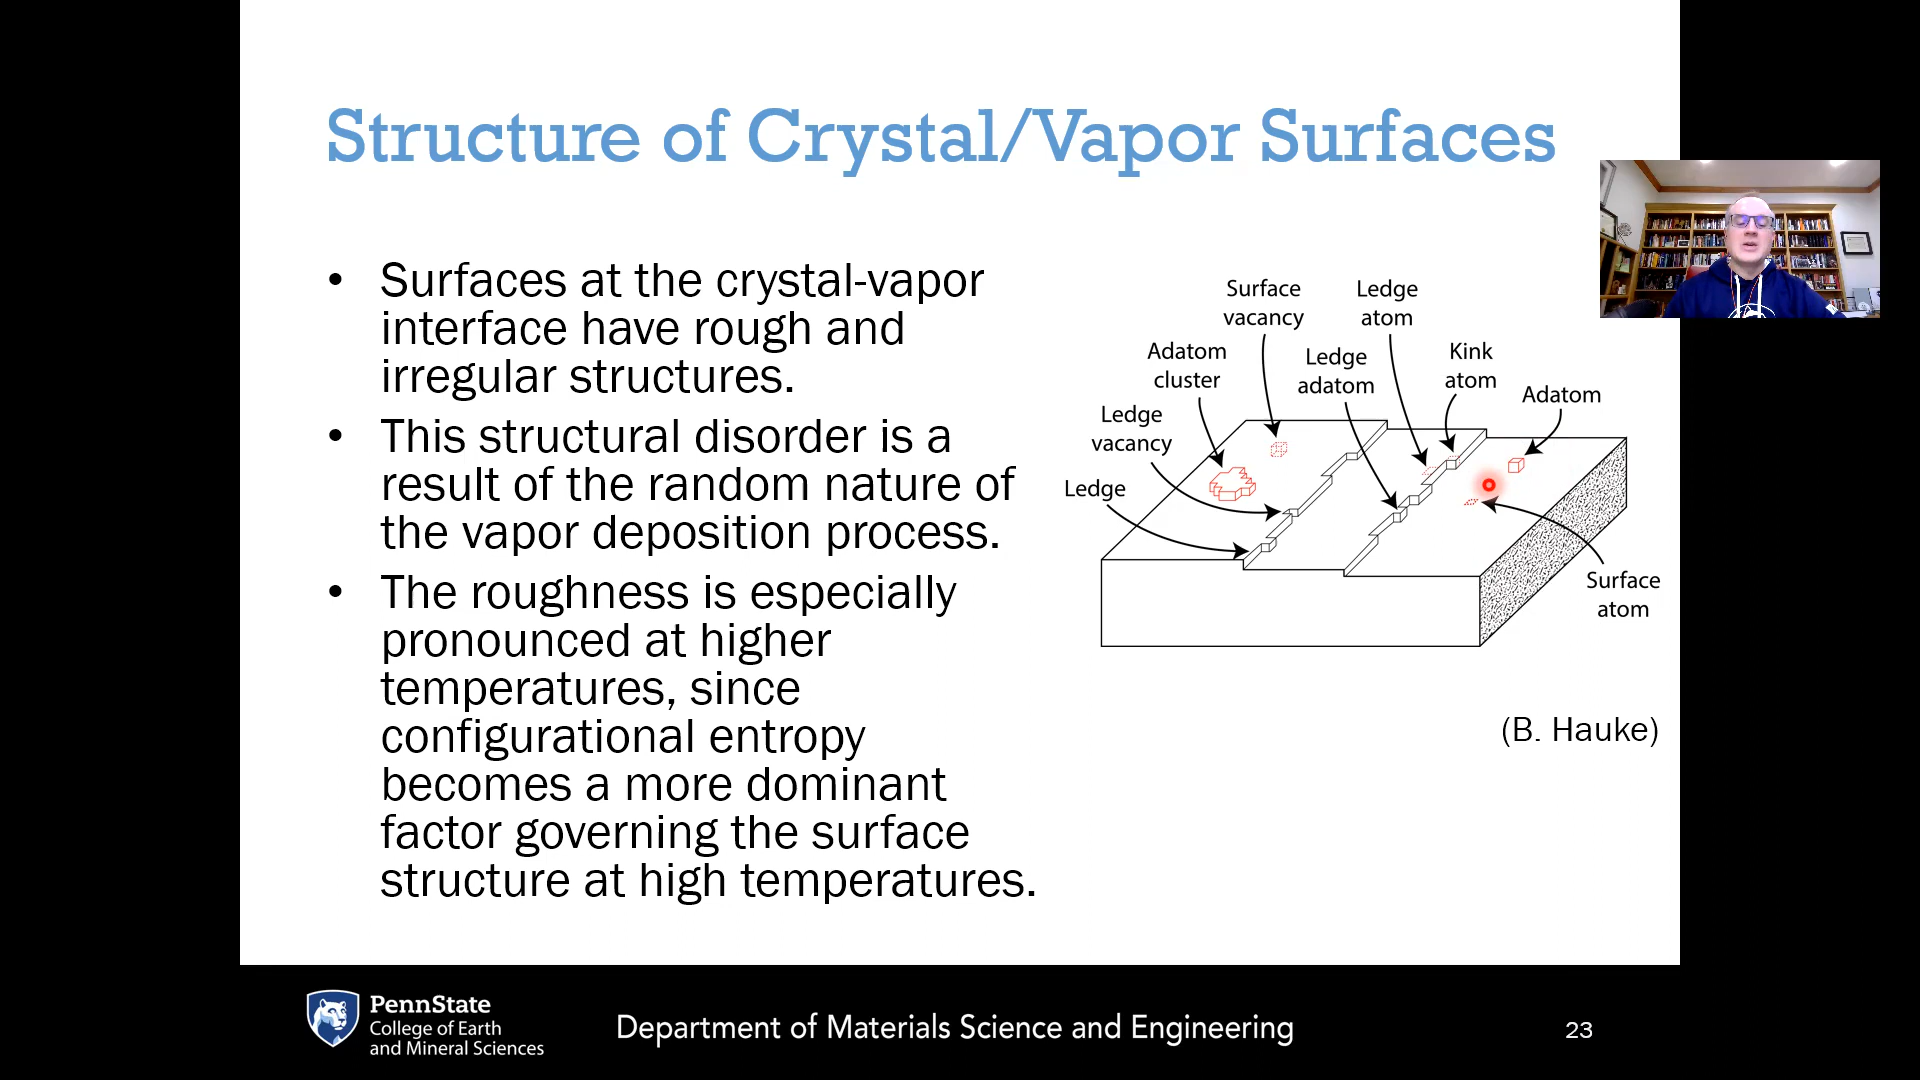 Structure of Crystal/Vapor Surfaces
• Surfaces at the crystal-vapor
interface have rough and
irregular structures.
• This structural disorder is a
result of the random nature of
the vapor deposition process.
• The roughness is especially
pronounced at higher
temperatures, since
configurational entropy
becomes a more dominant
factor governing the surface
structure at high temperatures.
Surface
vacancy
Ledge
atom
Adatom
cluster
Ledge
adatom
Kink
atom
Adatom
Ledge
vacancy
Ledge
Surface
atom
(B. Hauke)
PennState
College of Earth
and Mineral Sciences
Department of Materials Science and Engineering
23